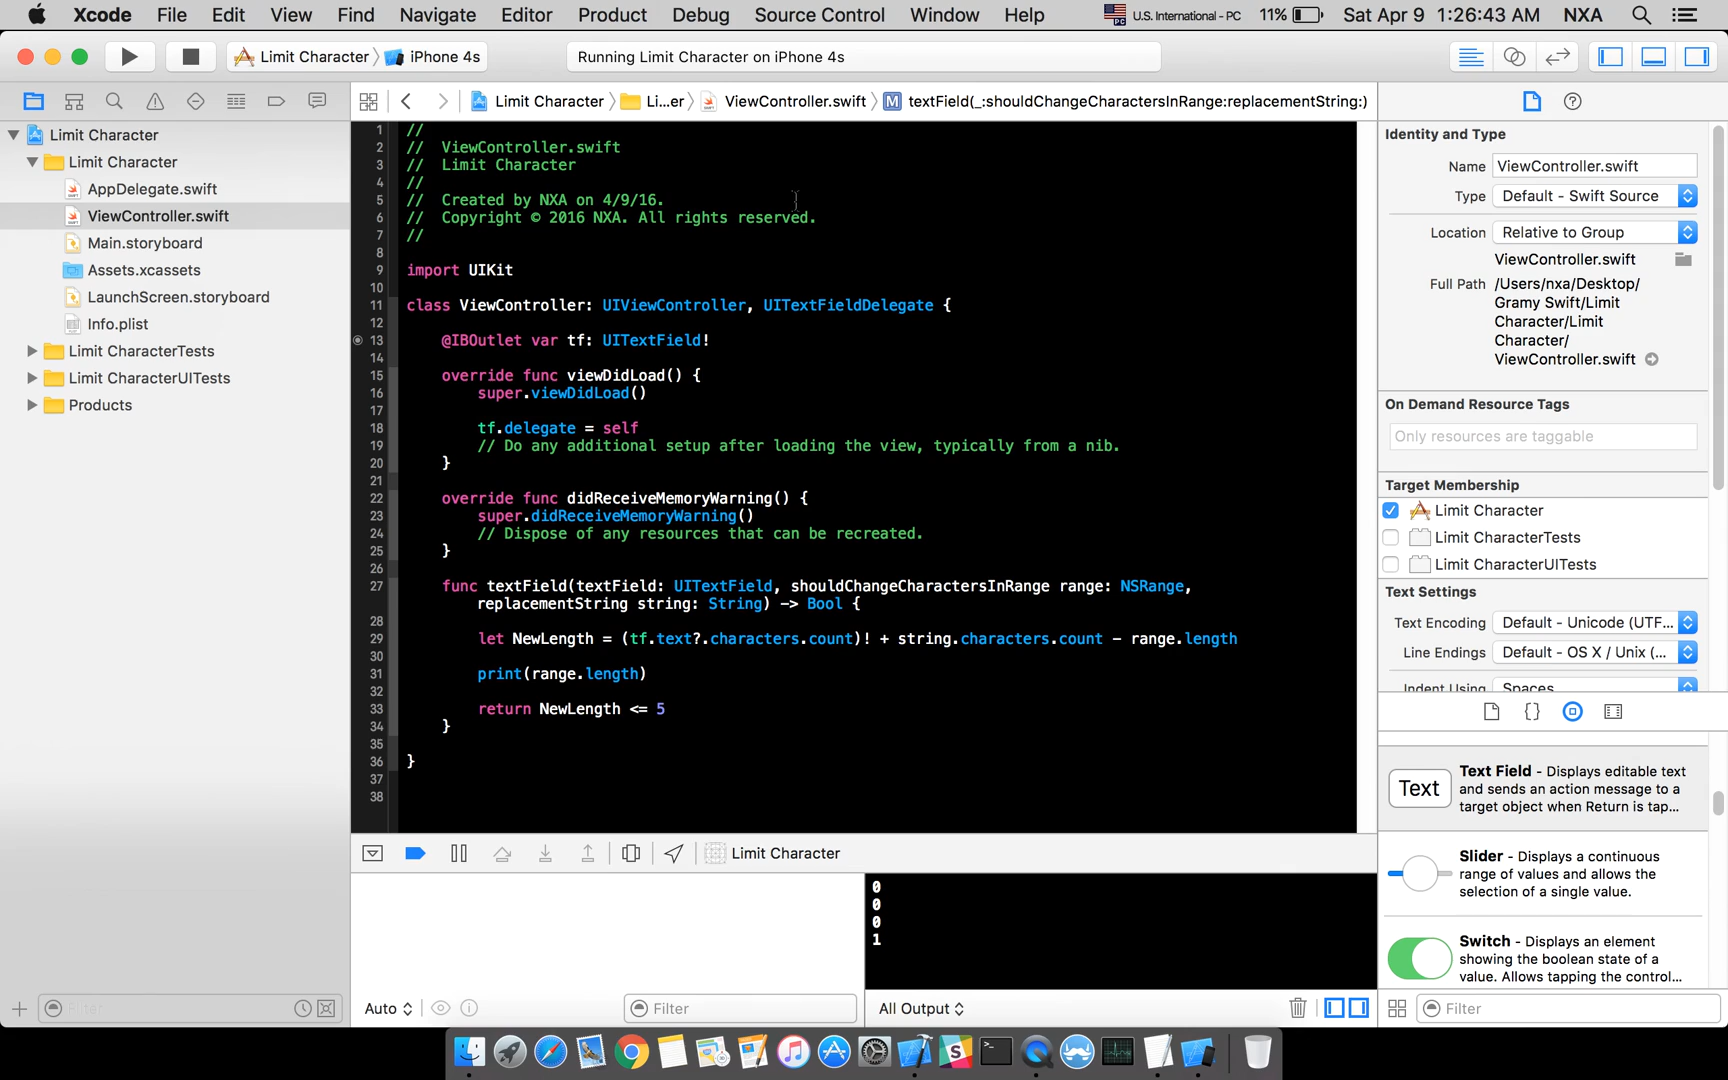 Xcode File Edit View Find Navigate Editor Product Debug Source Control Window Help U.S. International - PC 11% Sat Apr 9 1:26:43 AM NXA
Limit Character iPhone 4s Running Limit Character on iPhone 4s
Limit Character Li...er ViewController.swift M textField(_:shouldChangeCharactersInRange:replacementString:)
Limit Character
Limit Character
AppDelegate.swift
ViewController.swift
Main.storyboard
Assets.xcassets
LaunchScreen.storyboard
Info.plist
Limit CharacterTests
Limit CharacterUITests
Products
Filter
1 //
2 // ViewController.swift
3 // Limit Character
4 //
5 // Created by NXA on 4/9/16.
6 // Copyright © 2016 NXA. All rights reserved.
7 //
8
9 import UIKit
10
11 class ViewController: UIViewController, UITextFieldDelegate {
12
13 @IBOutlet var tf: UITextField!
14
15 override func viewDidLoad() {
16 super.viewDidLoad()
17
18 tf.delegate = self
19 // Do any additional setup after loading the view, typically from a nib.
20 }
21
22 override func didReceiveMemoryWarning() {
23 super.didReceiveMemoryWarning()
24 // Dispose of any resources that can be recreated.
25 }
26
27 func textField(textField: UITextField, shouldChangeCharactersInRange range: NSRange,
replacementString string: String) -> Bool {
28
29 let NewLength = (tf.text?.characters.count)! + string.characters.count - range.length
30
31 print(range.length)
32
33 return NewLength <= 5
34 }
35
36 }
37
38
Limit Character
0
0
0
1
Auto Filter All Output
Identity and Type
Name ViewController.swift
Type Default - Swift Source
Location Relative to Group
ViewController.swift
Full Path /Users/nxa/Desktop/
Gramy Swift/Limit
Character/Limit
Character/
ViewController.swift
On Demand Resource Tags
Only resources are taggable
Target Membership
Limit Character
Limit CharacterTests
Limit CharacterUITests
Text Settings
Text Encoding Default - Unicode (UTF...
Line Endings Default - OS X / Unix (...
Indent Using Spaces
Text
Text Field - Displays editable text
and sends an action message to a
target object when Return is tap...
Slider - Displays a continuous
range of values and allows the
selection of a single value.
Switch - Displays an element
showing the boolean state of a
value. Allows tapping the control...
Filter